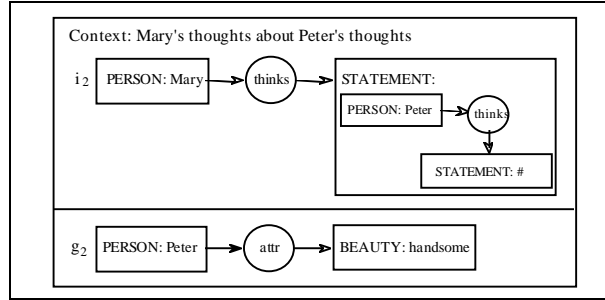 Context: Mary's thoughts about Peter's thoughts
i2 PERSON: Mary thinks STATEMENT:
PERSON: Peter thinks
STATEMENT: #
g2 PERSON: Peter attr BEAUTY: handsome